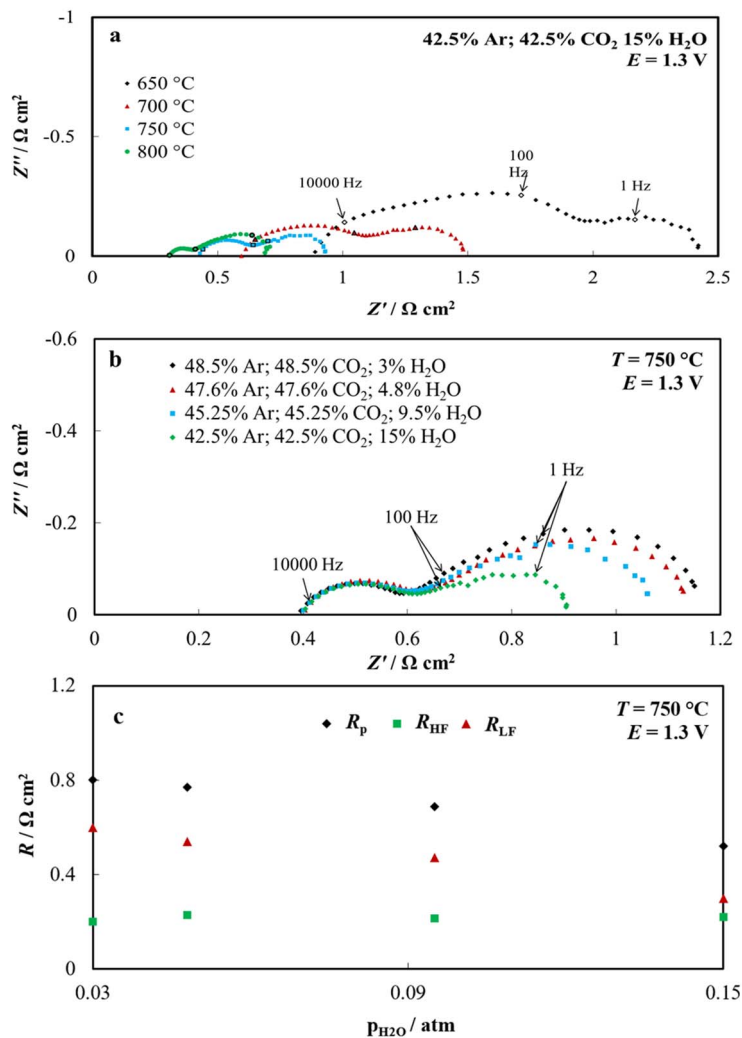 a
42.5% Ar; 42.5% CO₂ 15% H₂O
E = 1.3 V
650 °C
700 °C
750 °C
800 °C
10000 Hz
100
Hz
1 Hz
-1
-0.5
0
Z'' / Ω cm²
0 0.5 1 1.5 2 2.5
Z' / Ω cm²
b
T = 750 °C
E = 1.3 V
48.5% Ar; 48.5% CO₂; 3% H₂O
47.6% Ar; 47.6% CO₂; 4.8% H₂O
45.25% Ar; 45.25% CO₂; 9.5% H₂O
42.5% Ar; 42.5% CO₂; 15% H₂O
10000 Hz
100 Hz
1 Hz
-0.6
-0.4
-0.2
0
Z'' / Ω cm²
0 0.2 0.4 0.6 0.8 1 1.2
Z' / Ω cm²
c
T = 750 °C
E = 1.3 V
Rp RHF RLF
1.2
0.8
0.4
0
R / Ω cm²
0.03 0.09 0.15
pH2O / atm